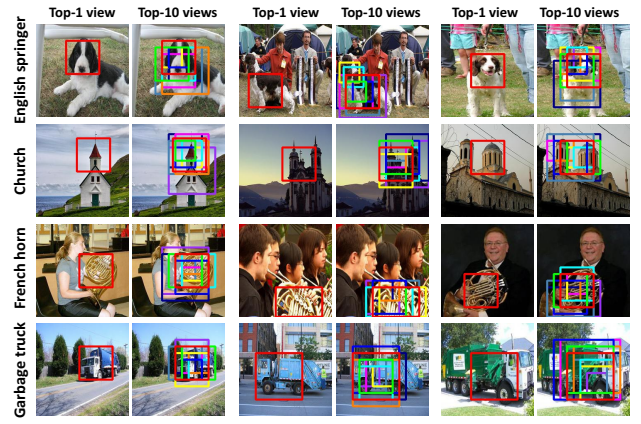 Top-1 view Top-10 views Top-1 view Top-10 views Top-1 view Top-10 views
English springer
Church
French horn
Garbage truck